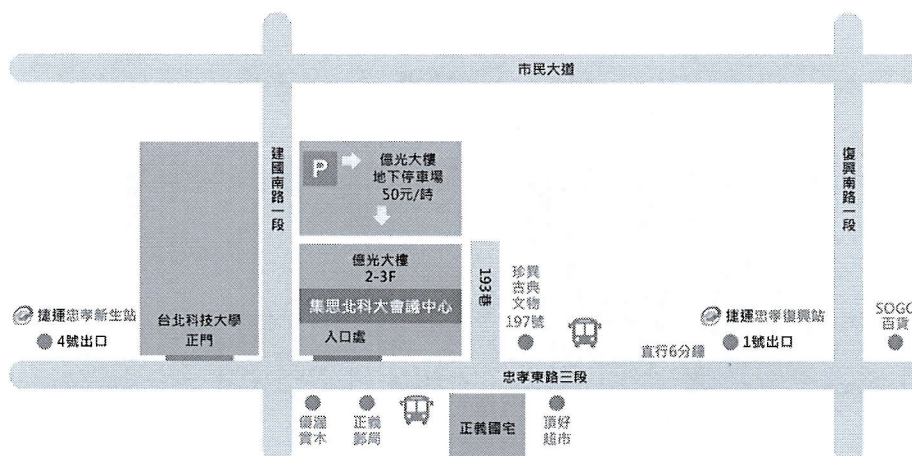 市民大道
建國南路一段
復興南路一段
P
億光大樓
地下停車場
50元/時
億光大樓
2-3F
集思北科大會議中心
入口處
193巷
珍異
古典
文物
197號
捷運忠孝新生站
4號出口
台北科技大學
正門
捷運忠孝復興站
1號出口
直行6分鐘
SOGO
百貨
忠孝東路三段
優渥
實木
正義
郵局
正義國宅
頂好
超市